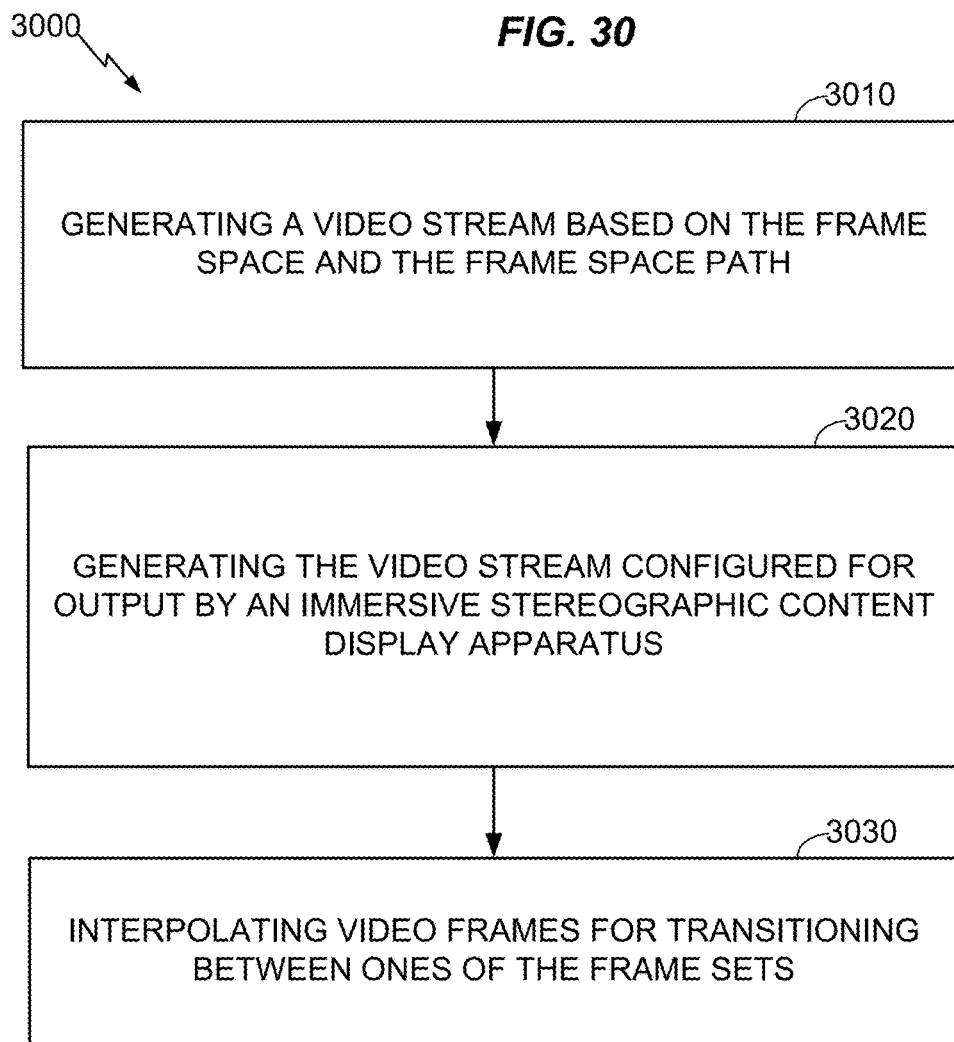 3000
FIG. 30
3010
GENERATING A VIDEO STREAM BASED ON THE FRAME
SPACE AND THE FRAME SPACE PATH
3020
GENERATING THE VIDEO STREAM CONFIGURED FOR
OUTPUT BY AN IMMERSIVE STEREOGRAPHIC CONTENT
DISPLAY APPARATUS
3030
INTERPOLATING VIDEO FRAMES FOR TRANSITIONING
BETWEEN ONES OF THE FRAME SETS